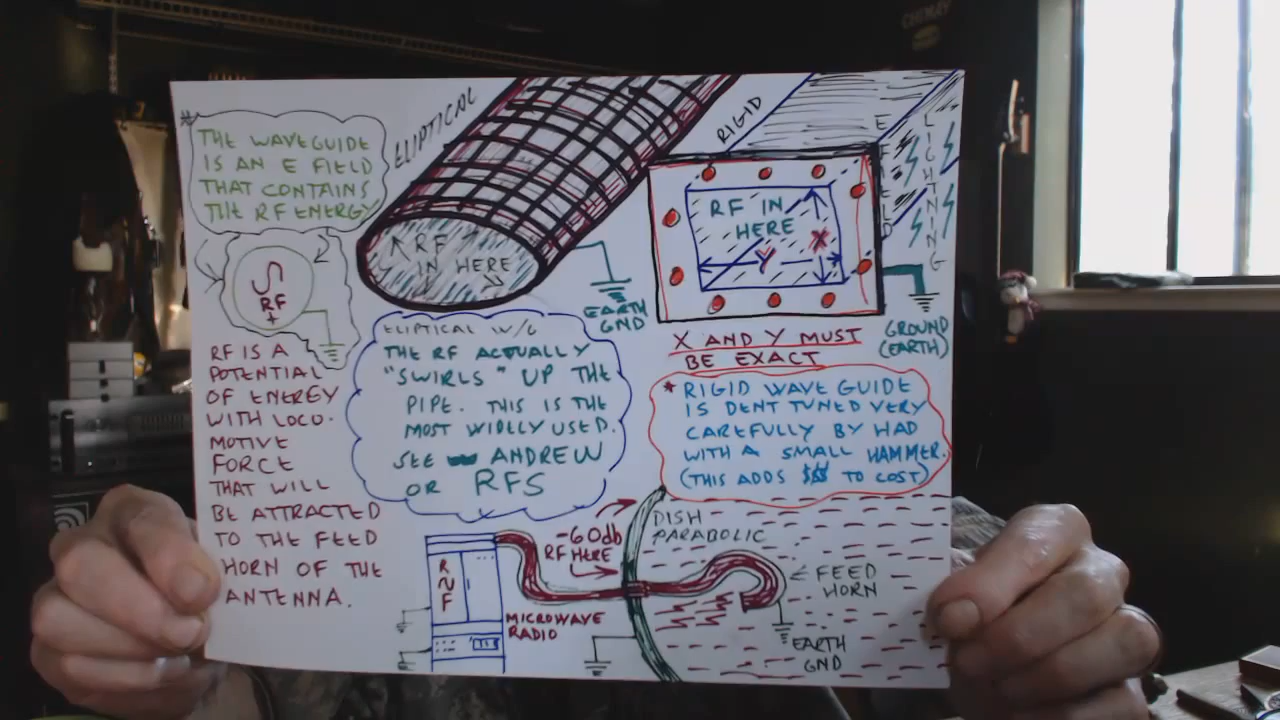 * THE WAVEGUIDE
IS AN E FIELD
THAT CONTAINS
THE RF ENERGY
RF
+
RF IS A
POTENTIAL
OF ENERGY
WITH LOCO-
MOTIVE
FORCE
THAT WILL
BE ATTRACTED
TO THE FEED
HORN OF THE
ANTENNA.
ELIPTICAL
RF
IN HERE
EARTH
GND
ELIPTICAL W/G
THE RF ACTUALLY
"SWIRLS" UP THE
PIPE. THIS IS THE
MOST WIDELY USED.
SEE ANDREW
OR RFS
RIGID
E FIELD
LIGHTNING
RF IN
HERE
X
Y
GROUND
(EARTH)
X AND Y MUST
BE EXACT
* RIGID WAVE GUIDE
IS DENT TUNED VERY
CAREFULLY BY HAD
WITH A SMALL HAMMER.
(THIS ADDS $$$ TO COST)
-60db
RF HERE
DISH
PARABOLIC
FEED
HORN
EARTH
GND
MICROWAVE
RADIO